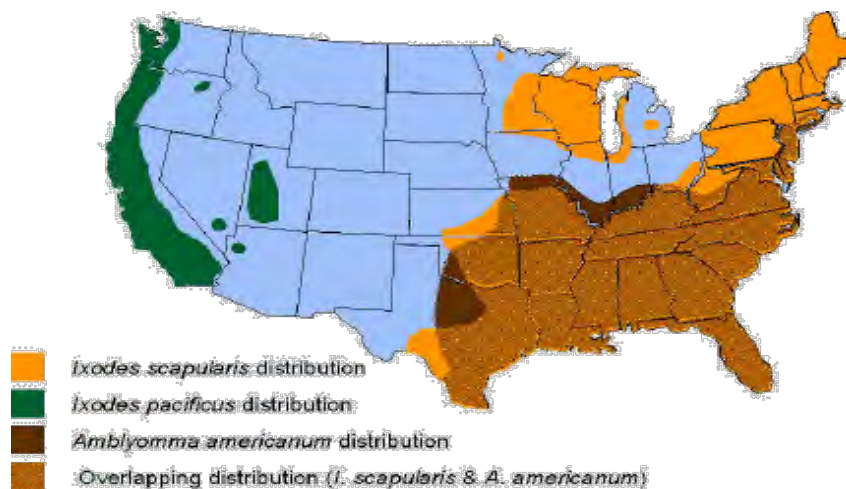 Ixodes scapularis distribution
Ixodes pacificus distribution
Amblyomma americanum distribution
Overlapping distribution (I. scapularis & A. americanum)